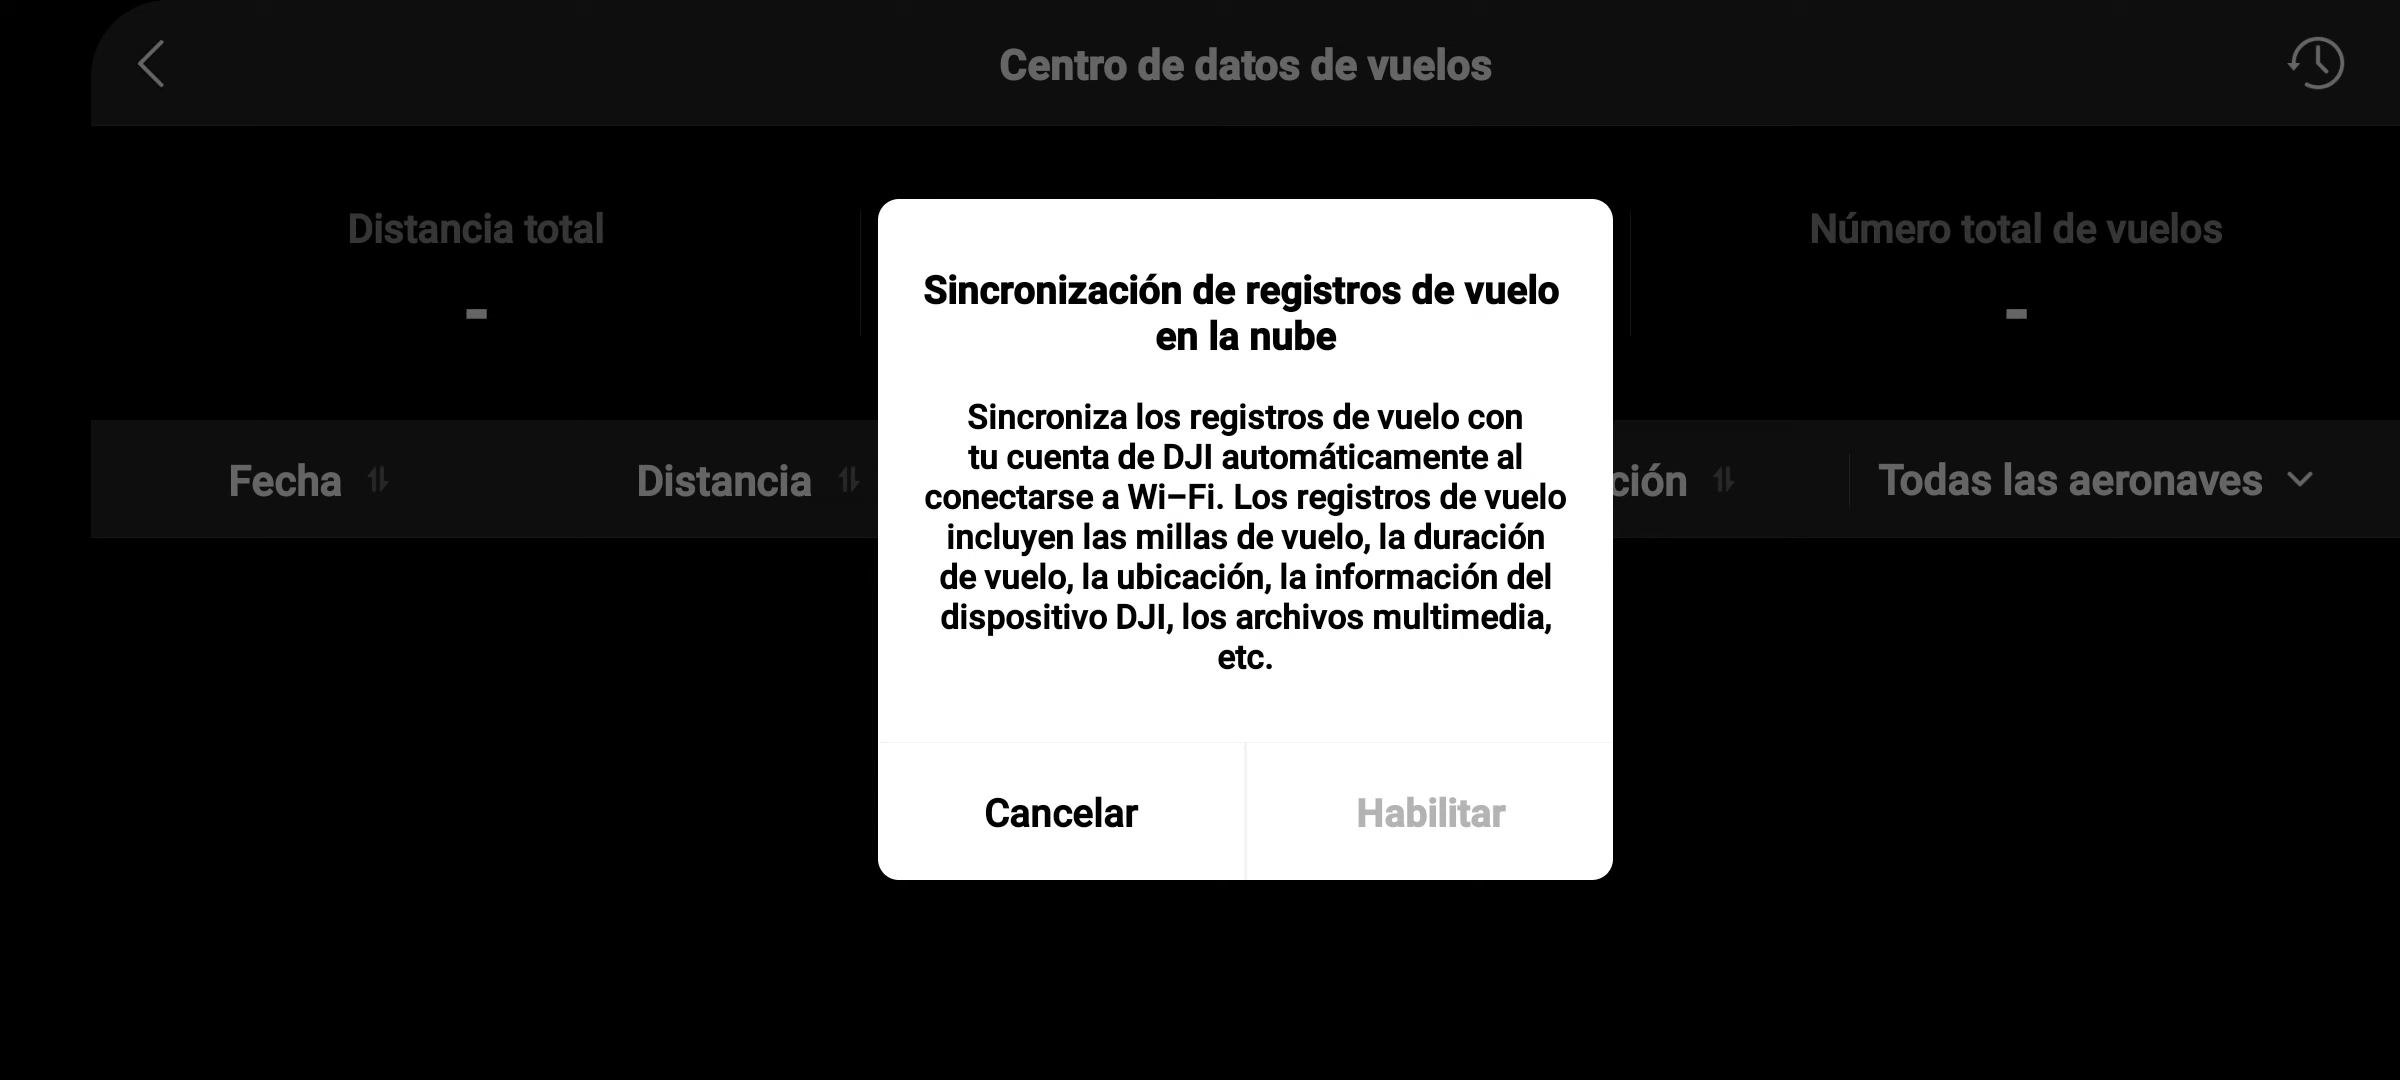 Centro de datos de vuelos
Distancia total
-
Número total de vuelos
-
Fecha
Distancia
ción
Todas las aeronaves
Sincronización de registros de vuelo
en la nube
Sincroniza los registros de vuelo con
tu cuenta de DJI automáticamente al
conectarse a Wi-Fi. Los registros de vuelo
incluyen las millas de vuelo, la duración
de vuelo, la ubicación, la información del
dispositivo DJI, los archivos multimedia,
etc.
Cancelar
Habilitar